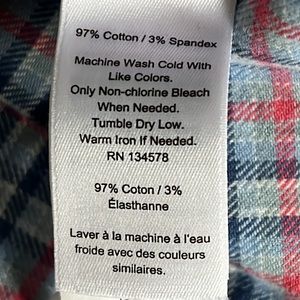 97% Cotton / 3% Spandex
Machine Wash Cold With
Like Colors.
Only Non-chlorine Bleach
When Needed.
Tumble Dry Low.
Warm Iron If Needed.
RN 134578
97% Coton / 3%
Élasthanne
Laver à la machine à l'eau
froide avec des couleurs
similaires.